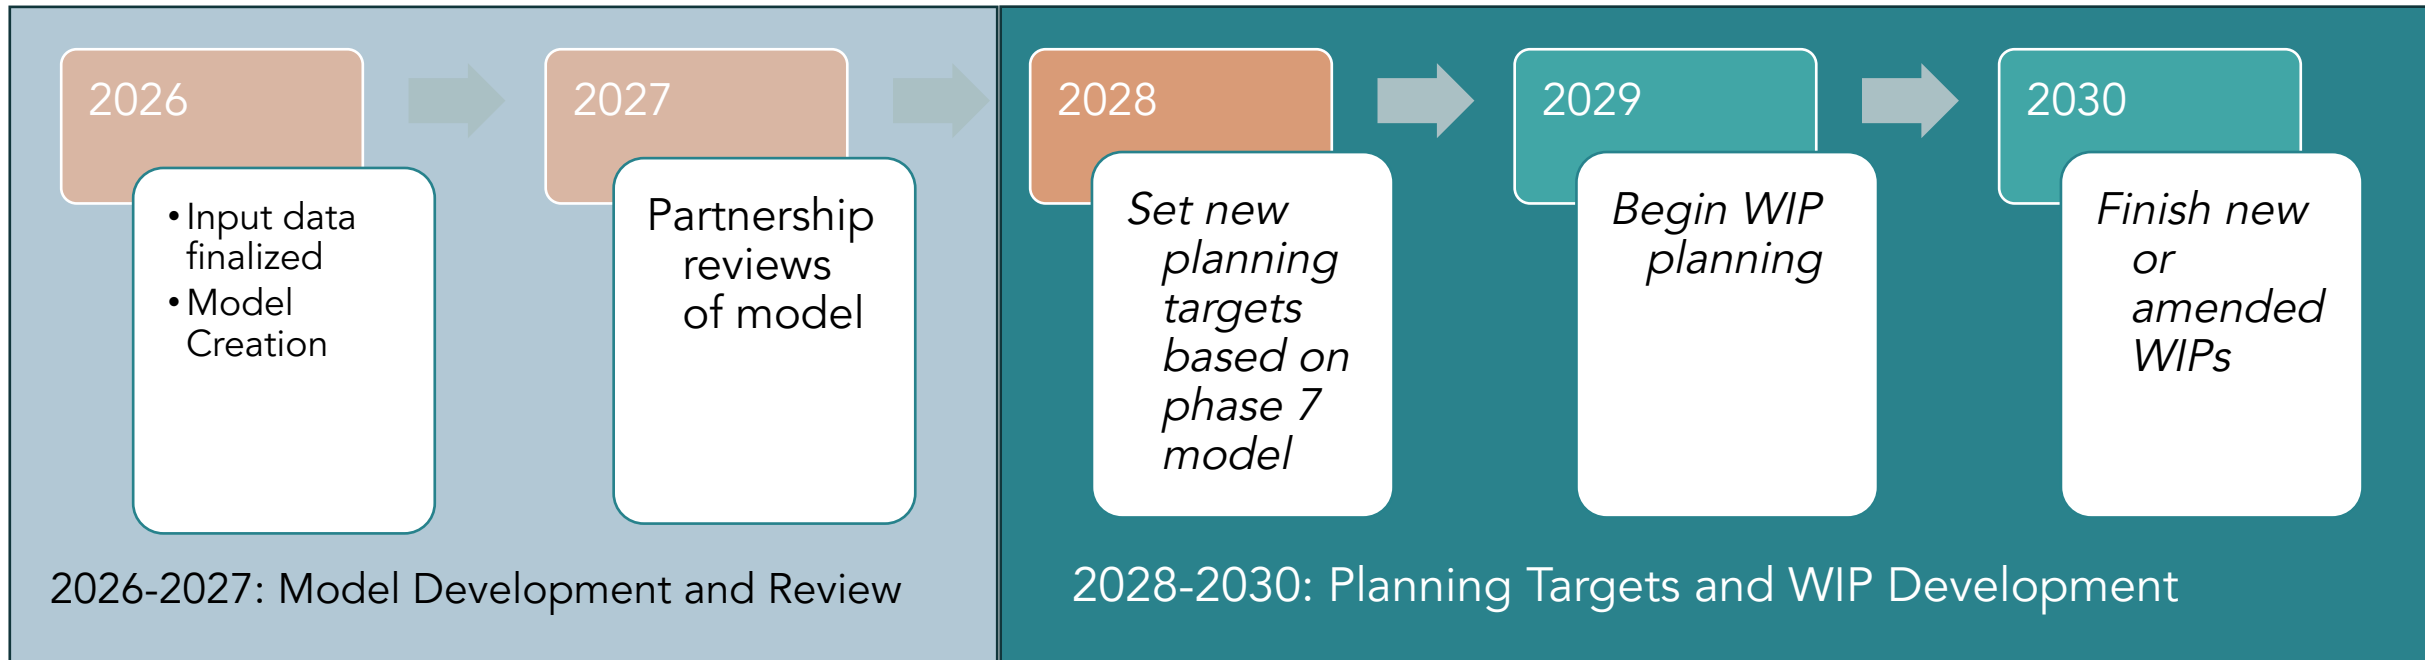 2026
• Input data
finalized
• Model
Creation
2027
Partnership
reviews
of model
2026-2027: Model Development and Review
2028
Set new
planning
targets
based on
phase 7
model
2029
Begin WIP
planning
2030
Finish new
or
amended
WIPs
2028-2030: Planning Targets and WIP Development